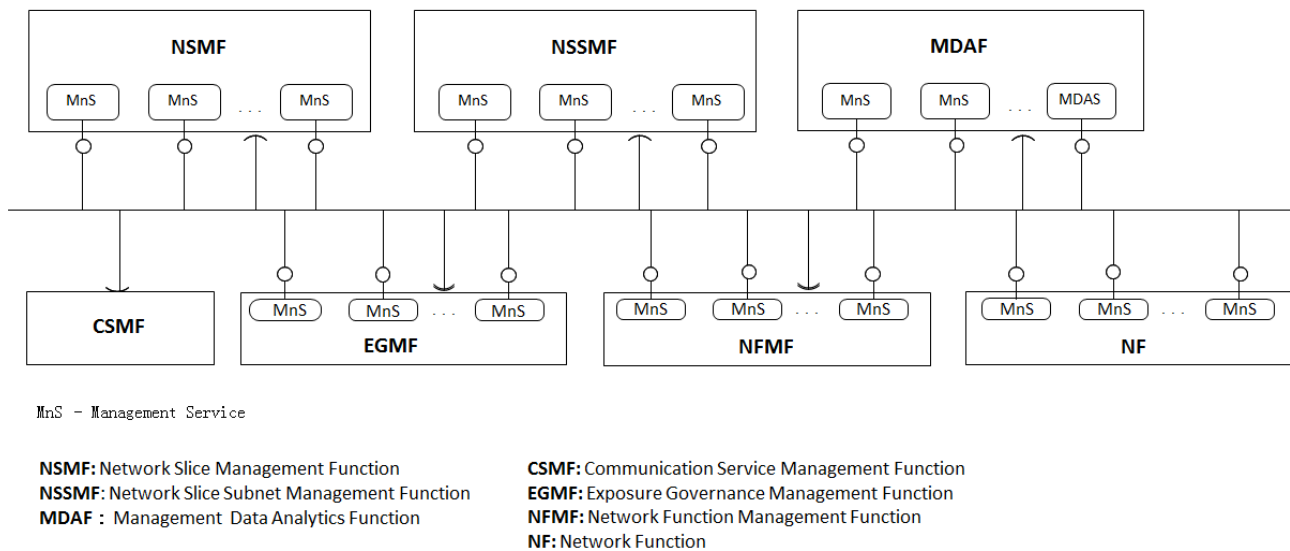 NSMF
NSSMF
MDAF
MnS MnS ... MnS
MnS MnS ... MnS
MnS MnS ... MDAS
MnS MnS ... MnS
MnS MnS ... MnS
MnS MnS ... MnS
CSMF
EGMF
NFMF
NF
MnS - Management Service
NSMF: Network Slice Management Function
NSSMF: Network Slice Subnet Management Function
MDAF : Management Data Analytics Function
CSMF: Communication Service Management Function
EGMF: Exposure Governance Management Function
NFMF: Network Function Management Function
NF: Network Function